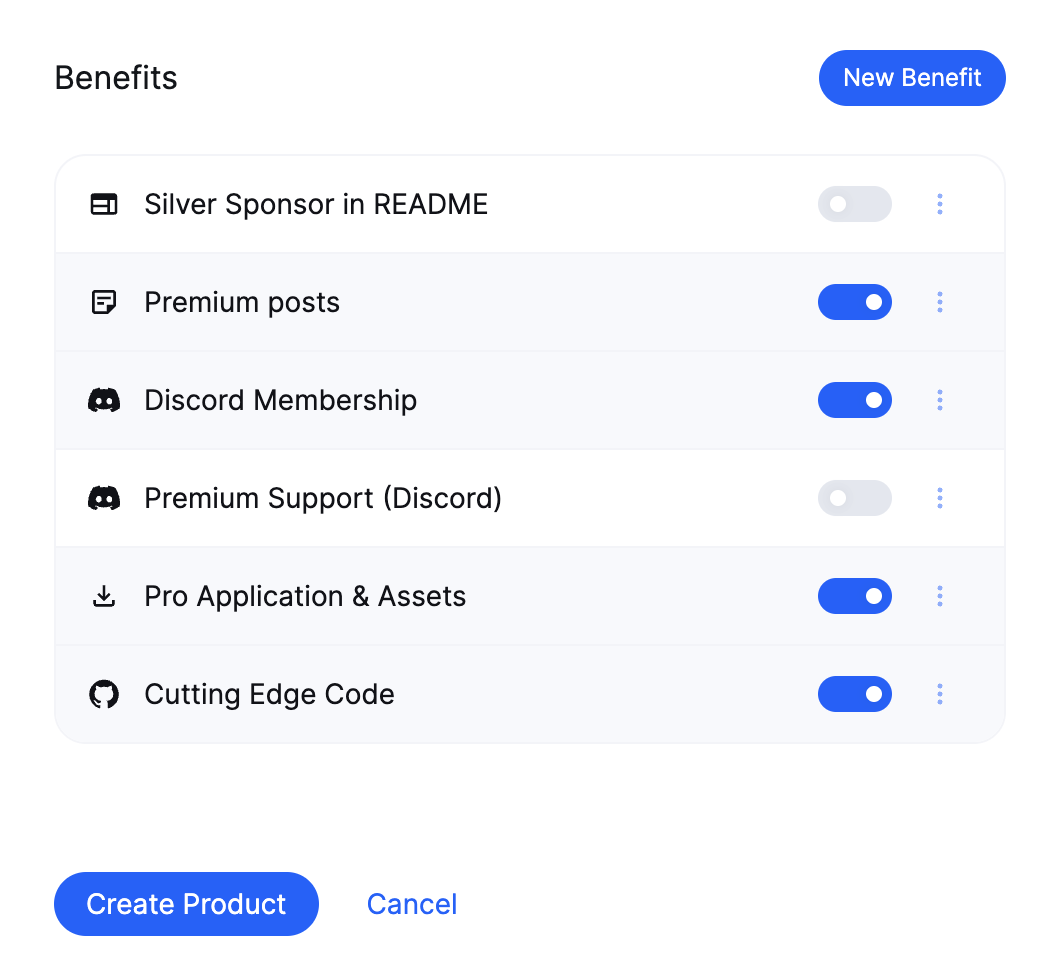 Benefits
New Benefit
Silver Sponsor in README
Premium posts
Discord Membership
Premium Support (Discord)
Pro Application & Assets
Cutting Edge Code
Create Product
Cancel